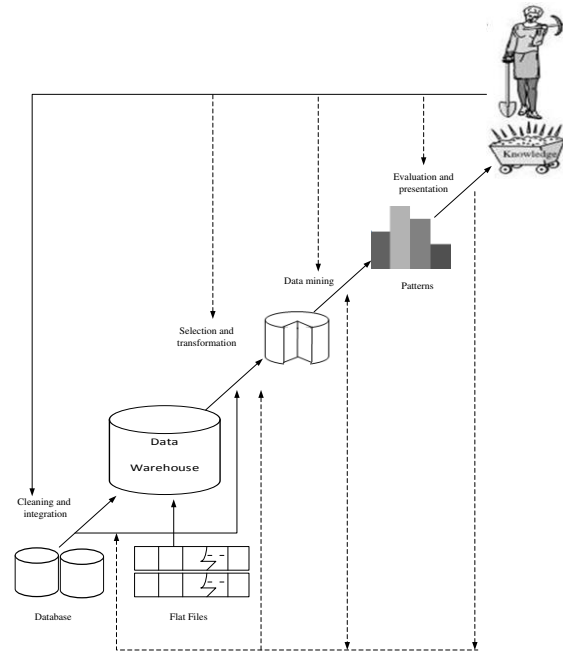 Knowledge
Evaluation and
presentation
Patterns
Data mining
Selection and
transformation
Data
Warehouse
Cleaning and
integration
Database
Flat Files